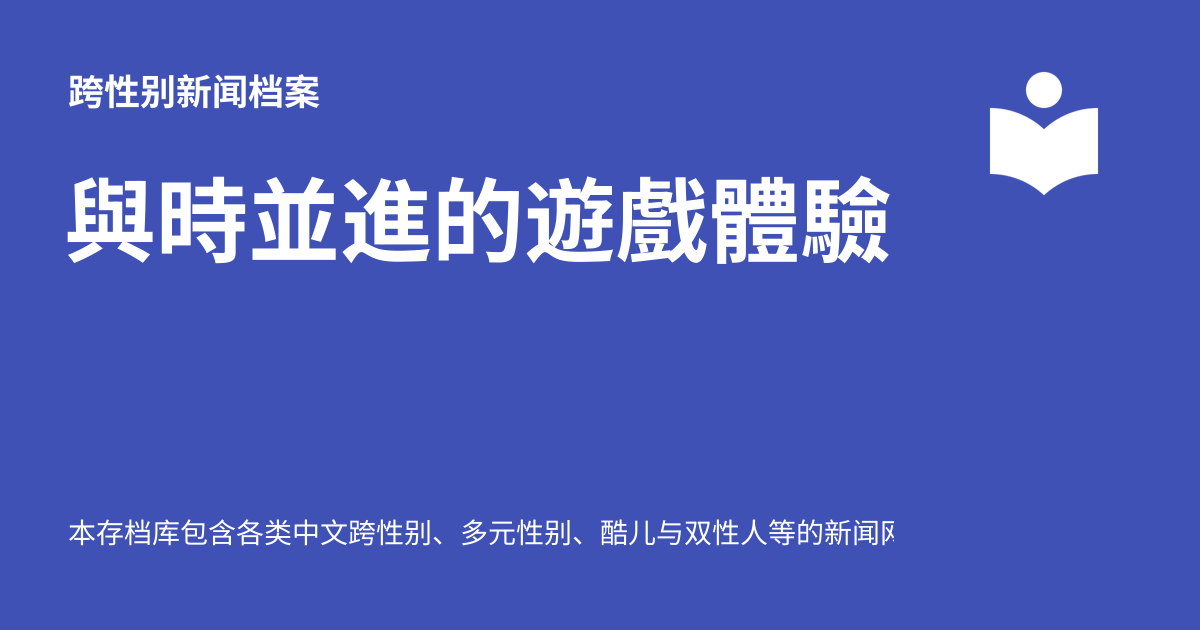 跨性别新闻档案
與時並進的遊戲體驗
本存档库包含各类中文跨性别、多元性别、酷儿与双性人等的新闻